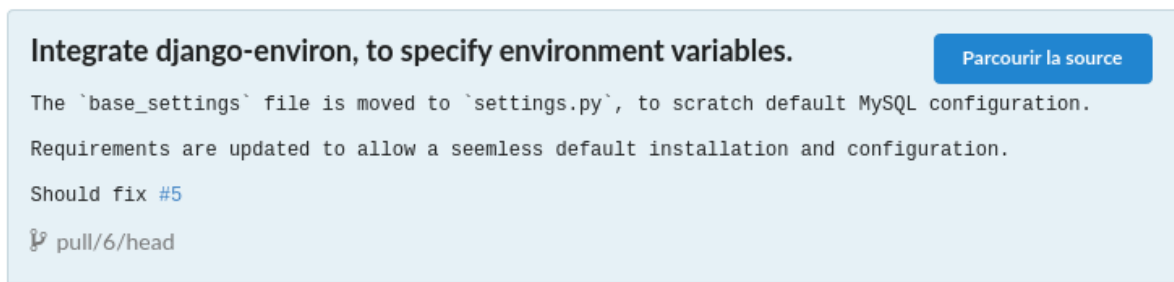 Integrate django-environ, to specify environment variables.
Parcourir la source
The `base_settings` file is moved to `settings.py`, to scratch default MySQL configuration.
Requirements are updated to allow a seemless default installation and configuration.
Should fix #5
pull/6/head